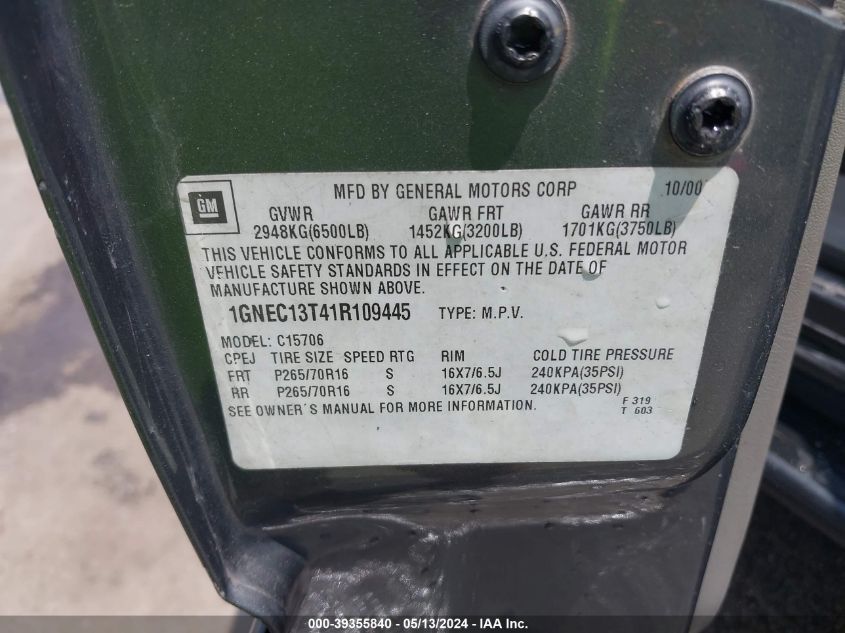 GM
MFD BY GENERAL MOTORS CORP 10/00
GVWR GAWR FRT GAWR RR
2948KG(6500LB) 1452KG(3200LB) 1701KG(3750LB)
THIS VEHICLE CONFORMS TO ALL APPLICABLE U.S. FEDERAL MOTOR
VEHICLE SAFETY STANDARDS IN EFFECT ON THE DATE OF
MANUFACTURE SHOWN ABOVE.
1GNEC13T41R109445 TYPE: M.P.V.
MODEL: C15706
CPEJ TIRE SIZE SPEED RTG RIM COLD TIRE PRESSURE
FRT P265/70R16 S 16X7/6.5J 240KPA(35PSI)
RR P265/70R16 S 16X7/6.5J 240KPA(35PSI)
SEE OWNER'S MANUAL FOR MORE INFORMATION. F 319
T 603
000-39355840 - 05/13/2024 - IAA Inc.